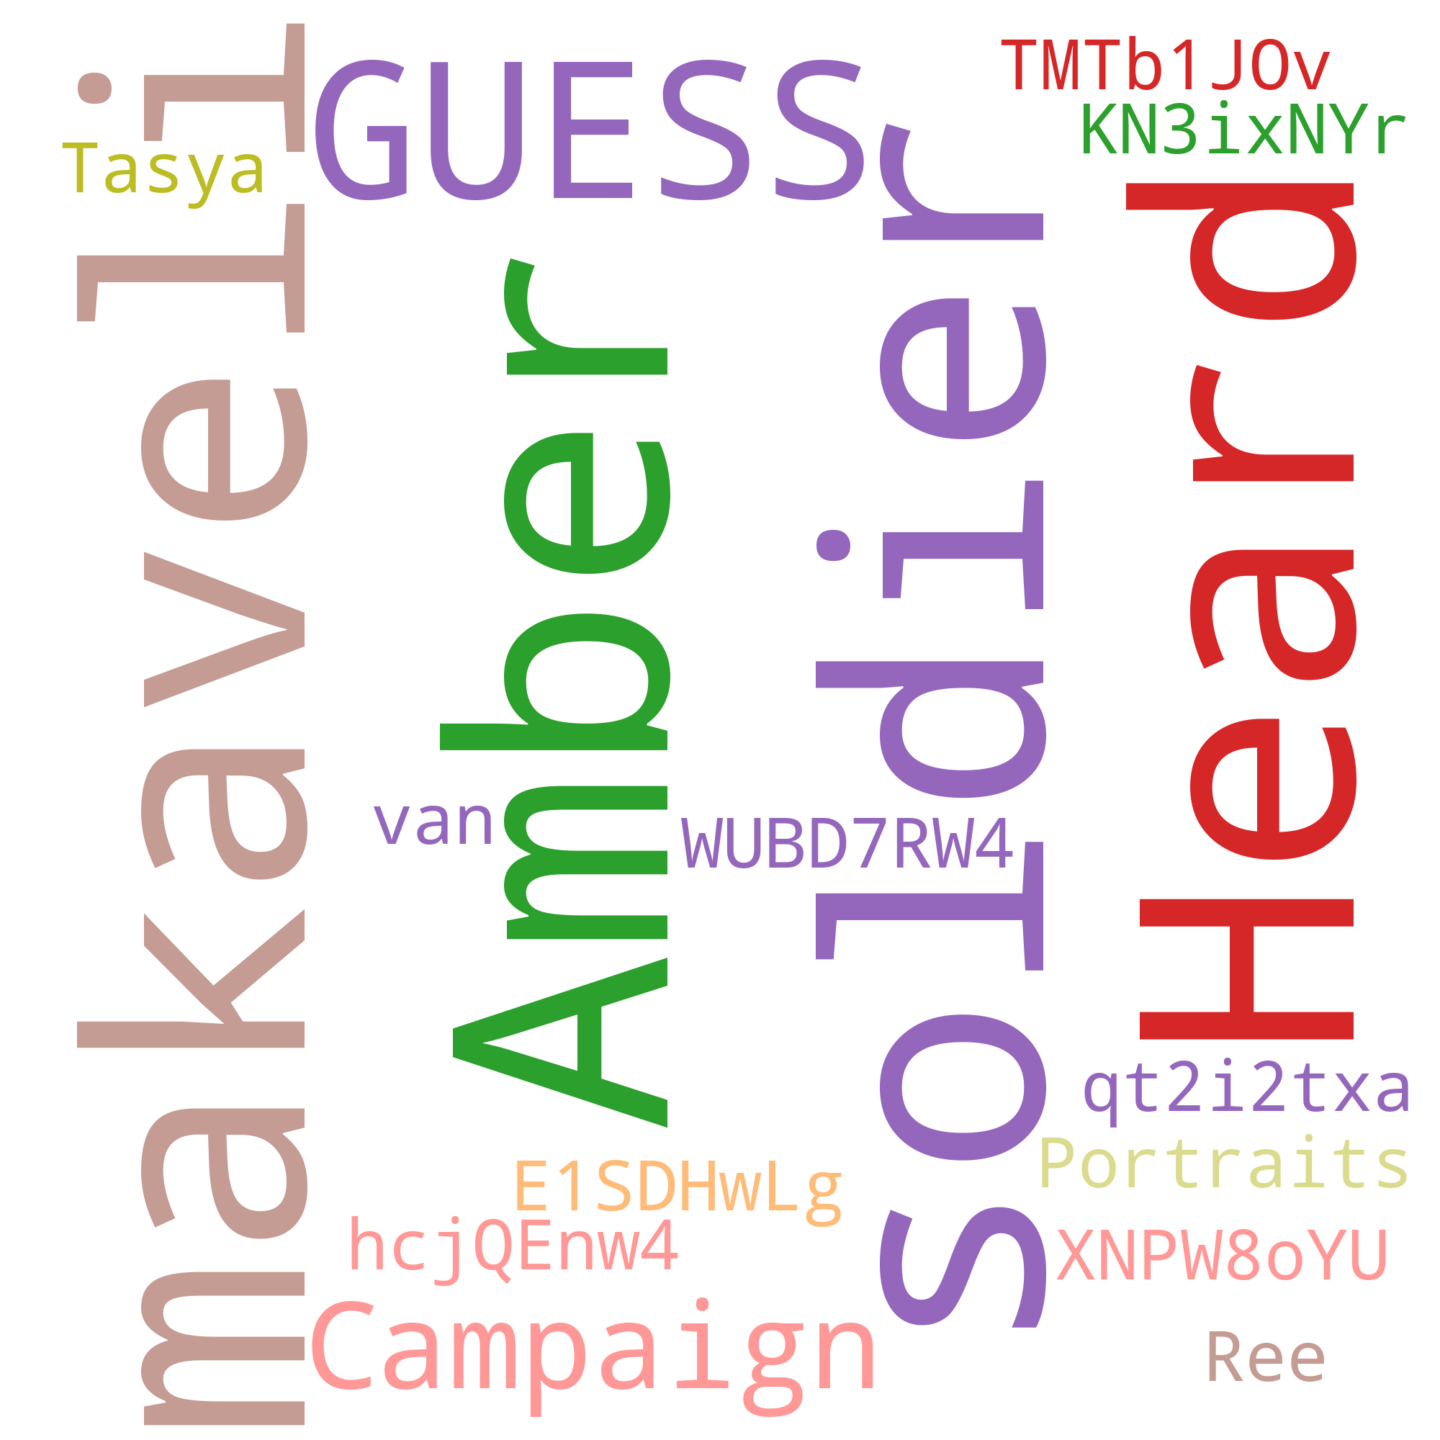 makaveli
Tasya
GUESS
Amber
soldier
TMTb1JOv
KN3ixNYr
Heard
van
WUBD7RW4
qt2i2txa
E1SDHwLg
Portraits
hcjQEnw4
XNPW8oYU
Campaign
Ree